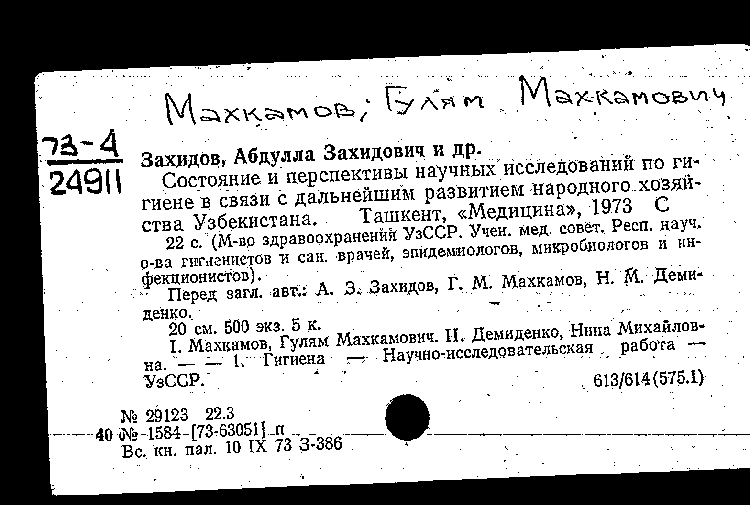 Махкамов, Гулям Махкамович
73-4
24911
Захидов, Абдулла Захидович и др.
Состояние и перспективы научных исследований по ги-
гиене в связи с дальнейшим развитием народного хозяй-
ства Узбекистана. Ташкент, «Медицина», 1973 С
22 с. (М-во здравоохранений УзССР. Учен. мед. совет. Респ. науч.
о-ва гигиенистов и сан. врачей, эпидемиологов, микробиологов и ин-
фекционистов).
Перед загл. авт.: А. З. Захидов, Г. М. Махкамов, Н. М. Деми-
денко.
20 см. 500 экз. 5 к.
I. Махкамов, Гулям Махкамович. II. Демиденко, Нина Михайлов-
на. — — 1. Гигиена — Научно-исследовательская работа —
УзССР.
613/614(575.1)
№ 29123 22.3
40 № 1584 [73-63051] п
Вс. кн. пал. 10 IX 73 З-386